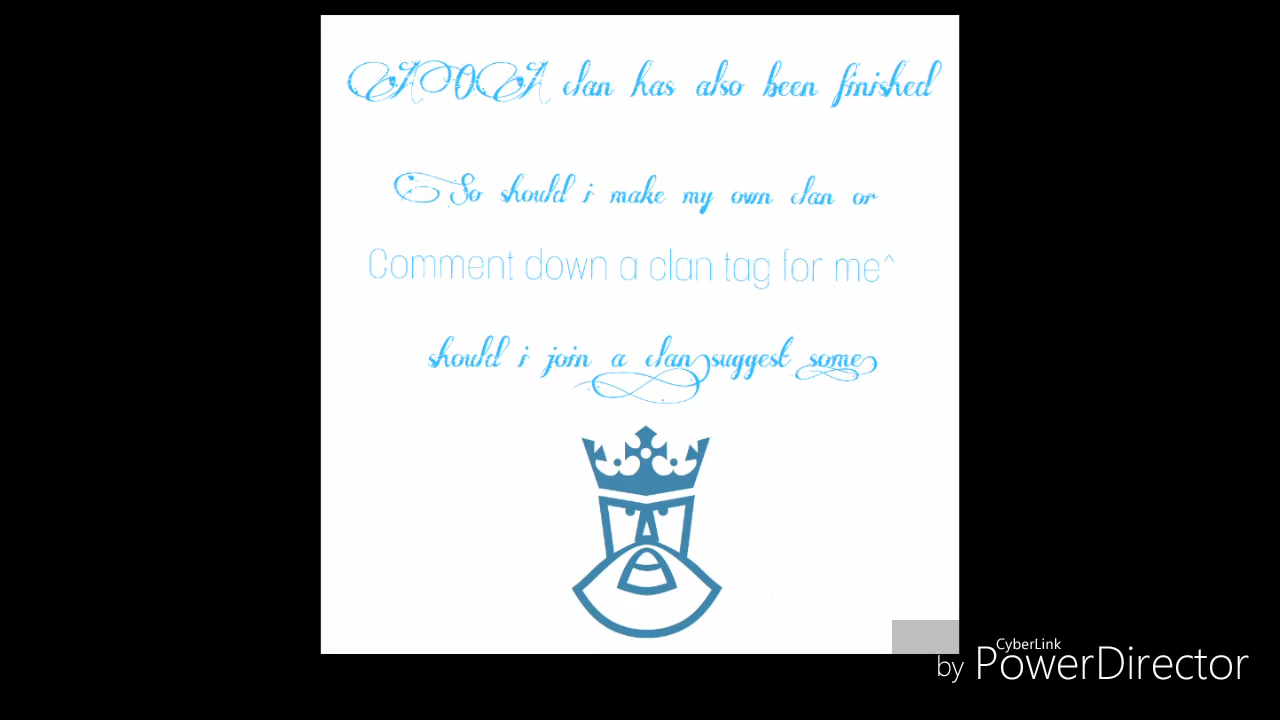 AOA clan has also been finished
So should i make my own clan or
Comment down a clan tag for me^
should i join a clan suggest some
CyberLink
by PowerDirector